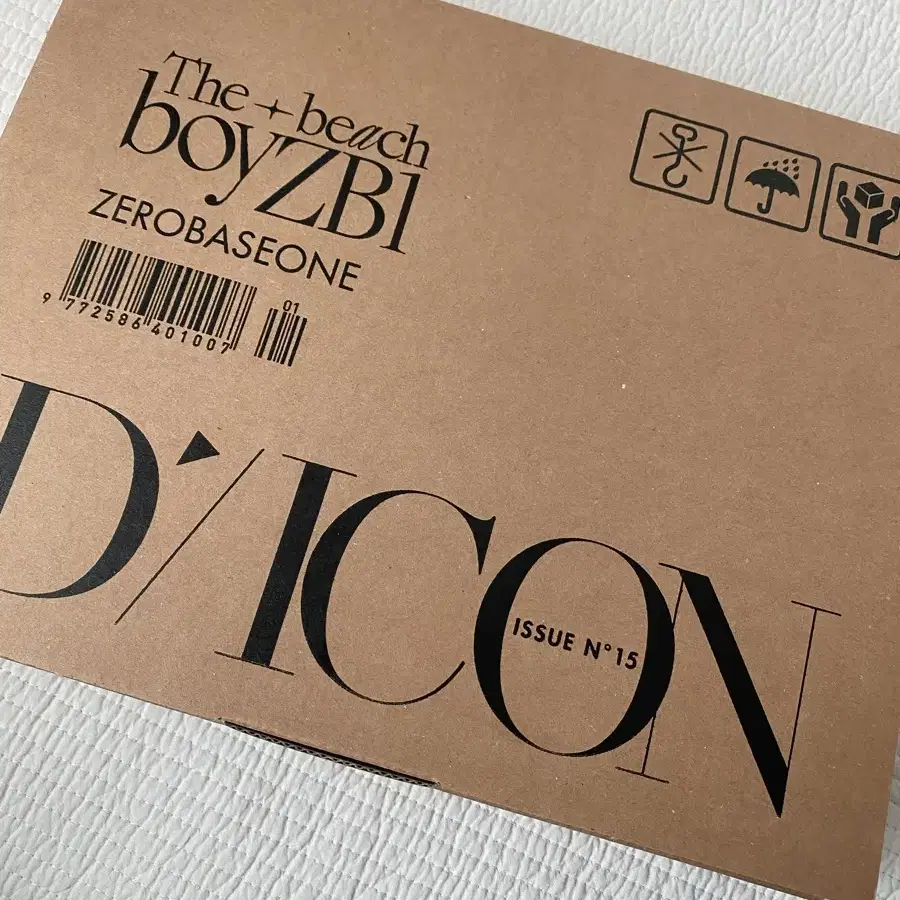 The beach
boyZB1
ZEROBASEONE
01
9 772586 401007
D'/ICON
ISSUE N°15